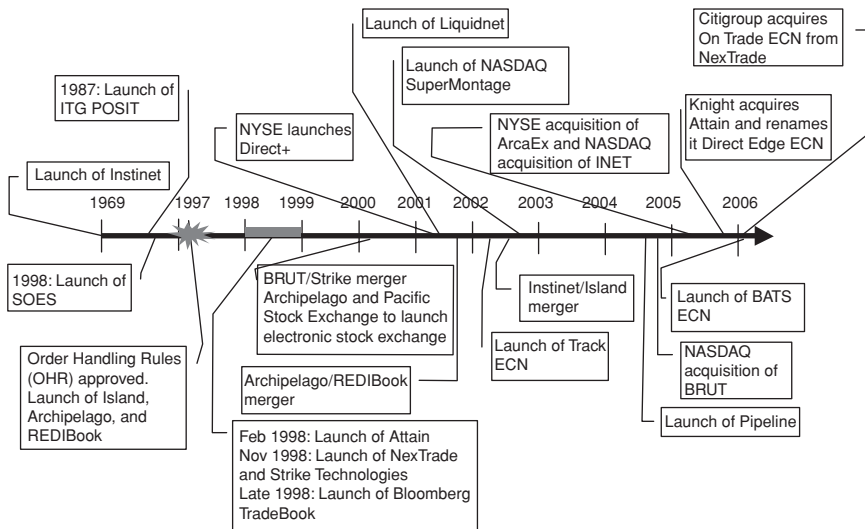 Launch of Liquidnet
Citigroup acquires
On Trade ECN from
NexTrade
Launch of NASDAQ
SuperMontage
1987: Launch of
ITG POSIT
NYSE launches
Direct+
NYSE acquisition of
ArcaEx and NASDAQ
acquisition of INET
Knight acquires
Attain and renames
it Direct Edge ECN
Launch of Instinet
1969
1997
1998
1999
2000
2001
2002
2003
2004
2005
2006
1998: Launch of
SOES
BRUT/Strike merger
Archipelago and Pacific
Stock Exchange to launch
electronic stock exchange
Instinet/Island
merger
Launch of BATS
ECN
Order Handling Rules
(OHR) approved.
Launch of Island,
Archipelago, and
REDIBook
Archipelago/REDIBook
merger
Launch of Track
ECN
NASDAQ
acquisition of
BRUT
Launch of Pipeline
Feb 1998: Launch of Attain
Nov 1998: Launch of NexTrade
and Strike Technologies
Late 1998: Launch of Bloomberg
TradeBook